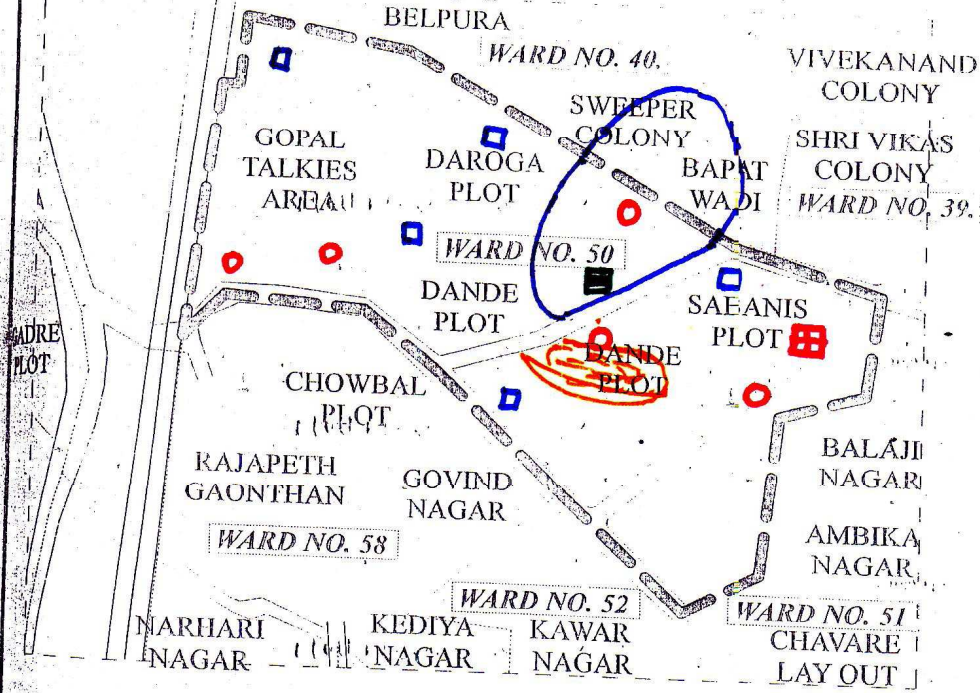 BELPURA
WARD NO. 40.
VIVEKANAND
COLONY
SWEEPER
COLONY
GOPAL
TALKIES
AREA
DAROGA
PLOT
BAPAT
WADI
SHRI VIKAS
COLONY
WARD NO. 39.
WARD NO. 50
DANDE
PLOT
SABANIS
PLOT
GADRE
PLOT
DANDE
PLOT
CHOWBAL
PLOT
RAJAPETH
GAONTHAN
GOVIND
NAGAR
BALAJI
NAGAR
WARD NO. 58
AMBIKA
NAGAR
WARD NO. 52
WARD NO. 51
NARHARI
NAGAR
KEDIYA
NAGAR
KAWAR
NAGAR
CHAVARE
LAY OUT